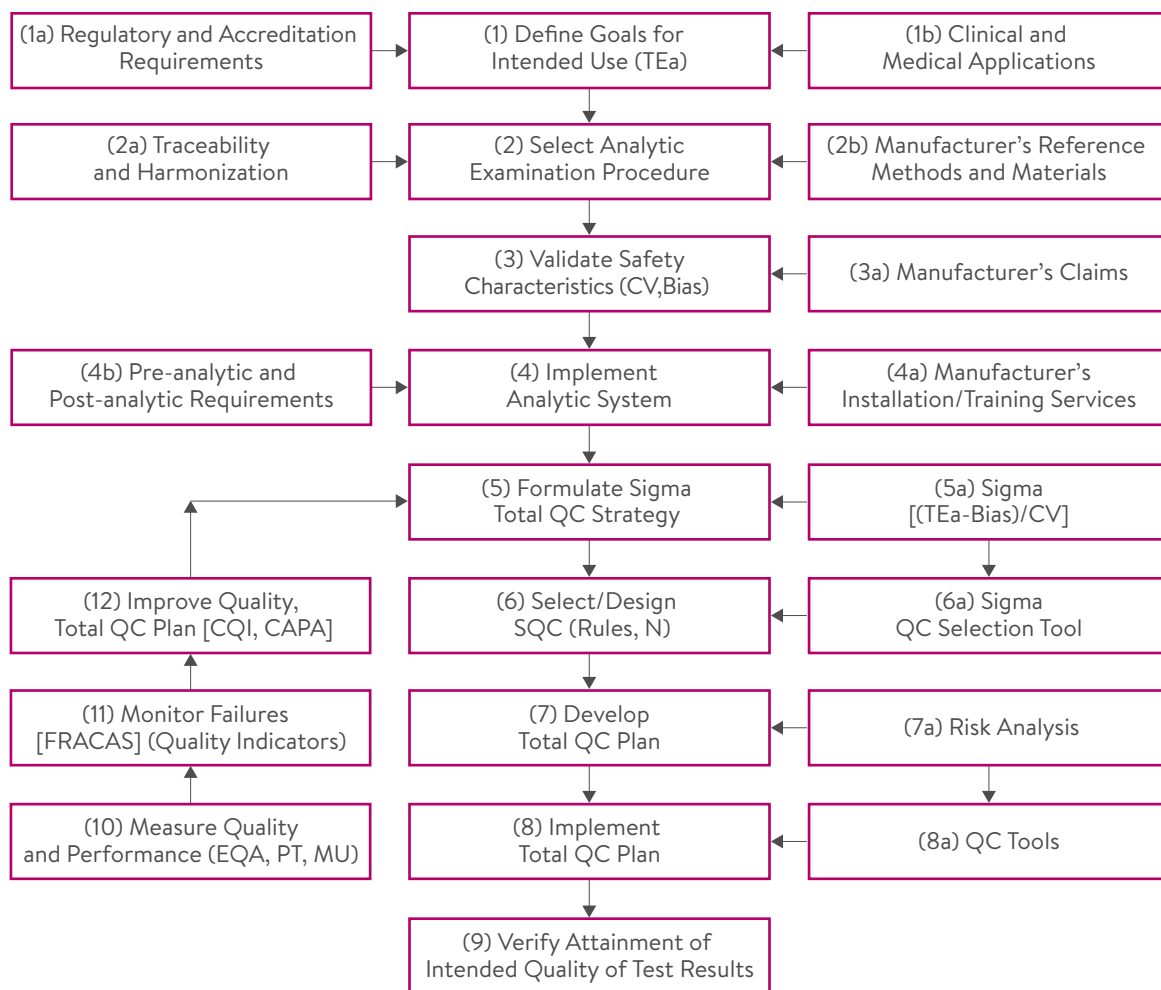 (1a) Regulatory and Accreditation
Requirements
(1) Define Goals for
Intended Use (TEa)
(1b) Clinical and
Medical Applications
(2a) Traceability
and Harmonization
(2) Select Analytic
Examination Procedure
(2b) Manufacturer’s Reference
Methods and Materials
(3) Validate Safety
Characteristics (CV,Bias)
(3a) Manufacturer’s Claims
(4b) Pre-analytic and
Post-analytic Requirements
(4) Implement
Analytic System
(4a) Manufacturer’s
Installation/Training Services
(5) Formulate Sigma
Total QC Strategy
(5a) Sigma
[(TEa-Bias)/CV]
(12) Improve Quality,
Total QC Plan [CQI, CAPA]
(6) Select/Design
SQC (Rules, N)
(6a) Sigma
QC Selection Tool
(11) Monitor Failures
[FRACAS] (Quality Indicators)
(7) Develop
Total QC Plan
(7a) Risk Analysis
(10) Measure Quality
and Performance (EQA, PT, MU)
(8) Implement
Total QC Plan
(8a) QC Tools
(9) Verify Attainment of
Intended Quality of Test Results